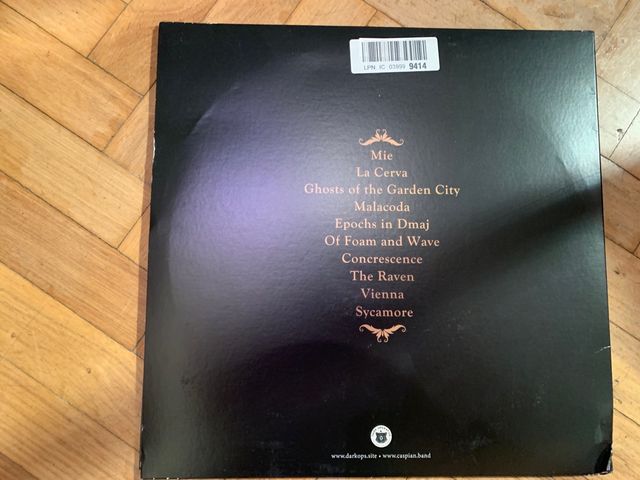 LPN IC 03999 9414
Mie
La Cerva
Ghosts of the Garden City
Malacoda
Epochs in Dmaj
Of Foam and Wave
Concrescence
The Raven
Vienna
Sycamore
www.darkops.site • www.caspian.band